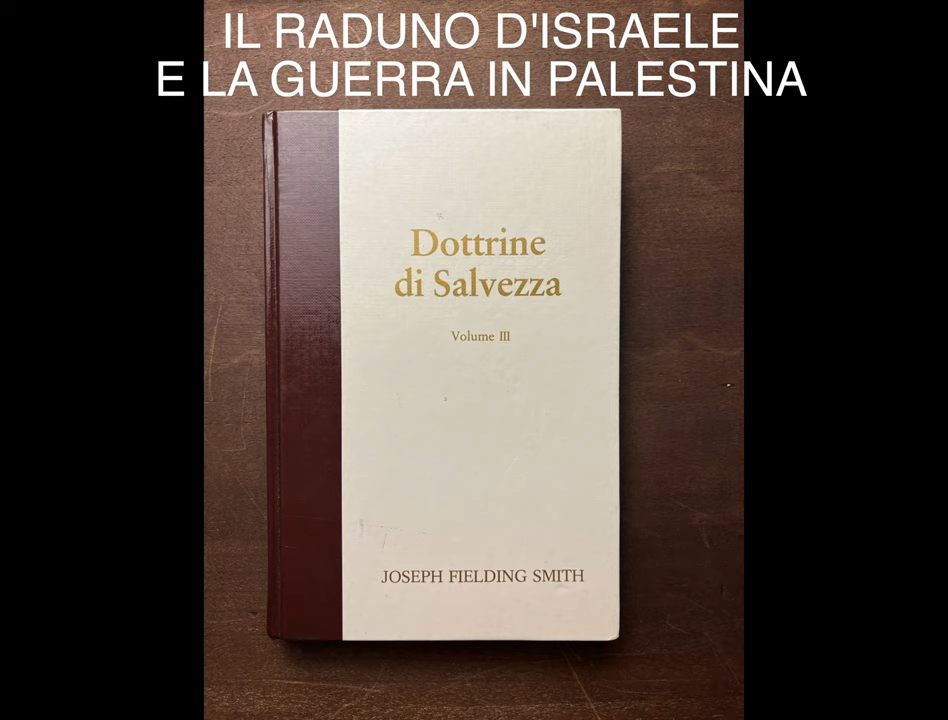 IL RADUNO D'ISRAELE
E LA GUERRA IN PALESTINA
Dottrine
di Salvezza
Volume III
JOSEPH FIELDING SMITH